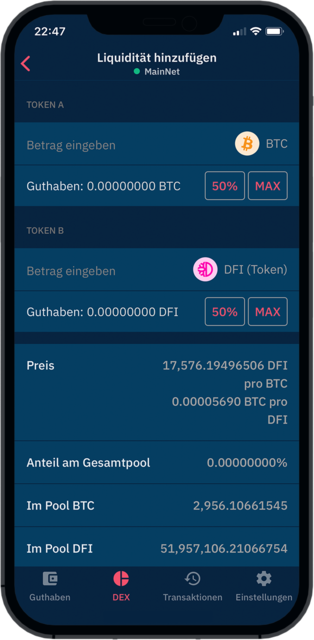 22:47
Liquidität hinzufügen
MainNet
TOKEN A
Betrag eingeben BTC
Guthaben: 0.00000000 BTC 50% MAX
TOKEN B
Betrag eingeben DFI (Token)
Guthaben: 0.00000000 DFI 50% MAX
Preis 17,576.19496506 DFI
pro BTC
0.00005690 BTC pro
DFI
Anteil am Gesamtpool 0.00000000%
Im Pool BTC 2,956.10661545
Im Pool DFI 51,957,106.21066754
Guthaben DEX Transaktionen Einstellungen